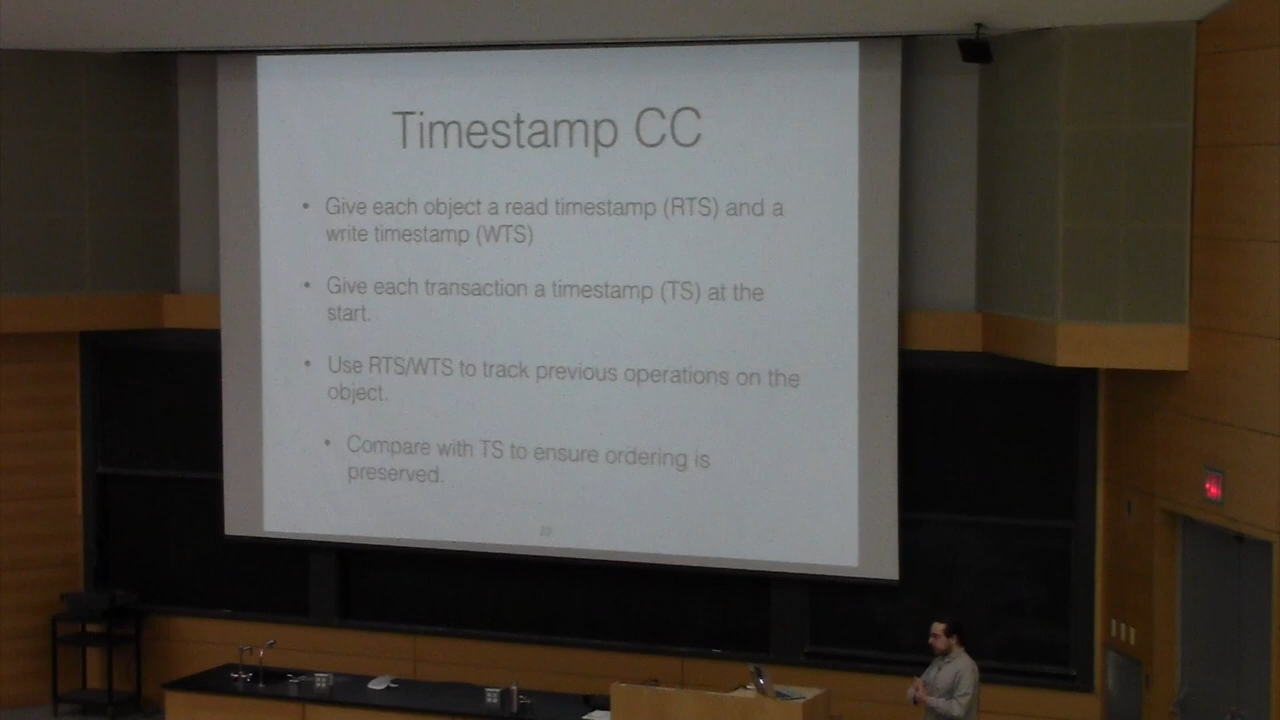 Timestamp CC
• Give each object a read timestamp (RTS) and a
write timestamp (WTS)
• Give each transaction a timestamp (TS) at the
start.
• Use RTS/WTS to track previous operations on the
object.
• Compare with TS to ensure ordering is
preserved.